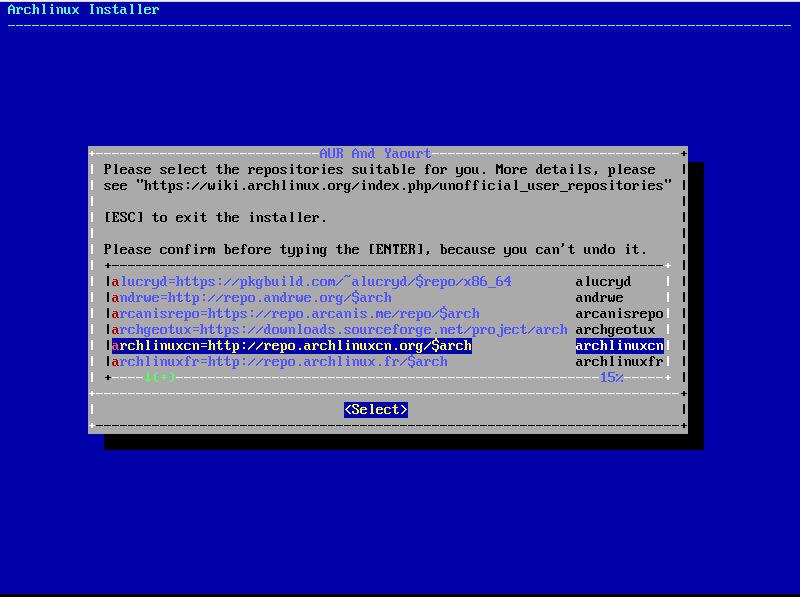 Archlinux Installer
AUR And Yaourt
Please select the repositories suitable for you. More details, please
see "https://wiki.archlinux.org/index.php/unofficial_user_repositories"
[ESC] to exit the installer.
Please confirm before typing the [ENTER], because you can't undo it.
alucryd=https://pkgbuild.com/~alucryd/$repo/x86_64 alucryd
andrwe=http://repo.andrwe.org/$arch andrwe
arcanisrepo=https://repo.arcanis.me/repo/$arch arcanisrepo
archgeotux=https://downloads.sourceforge.net/project/arch archgeotux
archlinuxcn=http://repo.archlinuxcn.org/$arch archlinuxcn
archlinuxfr=http://repo.archlinux.fr/$arch archlinuxfr
15%
<Select>